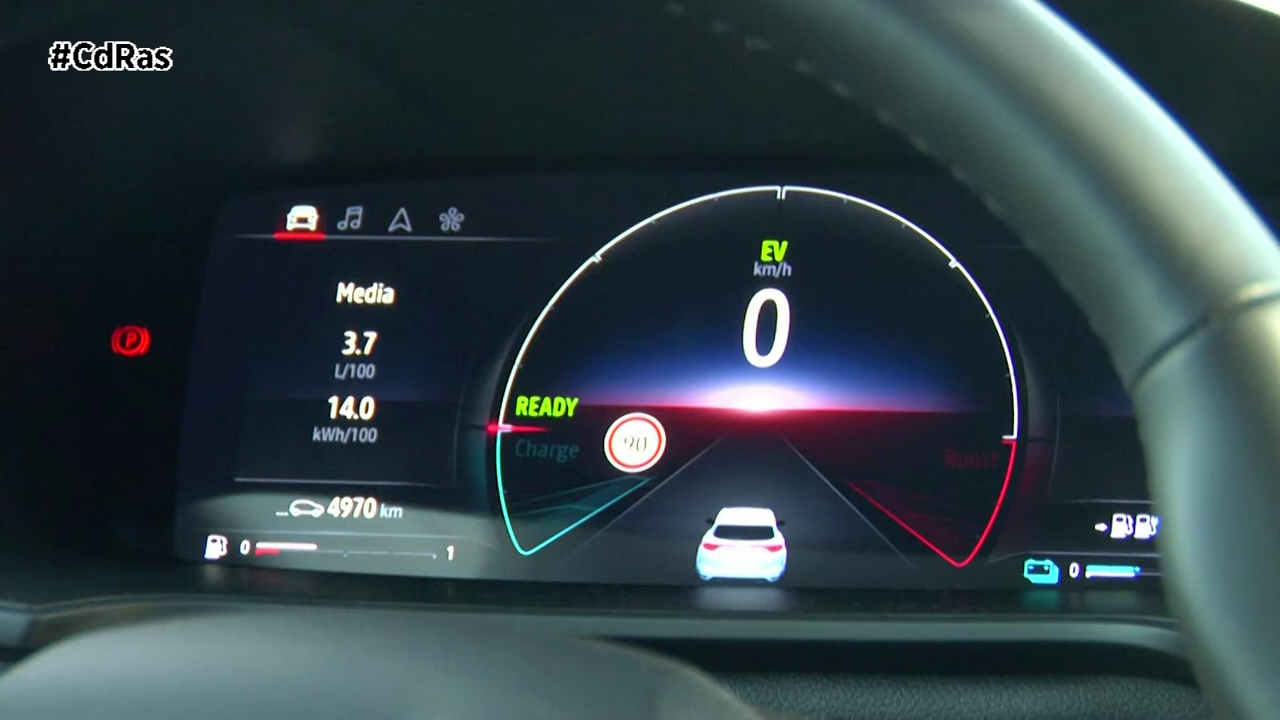 #CdRas
EV
km/h
0
Media
3.7
L/100
14.0
kWh/100
READY
Charge
90
Boost
4970 km
0 1
0
P